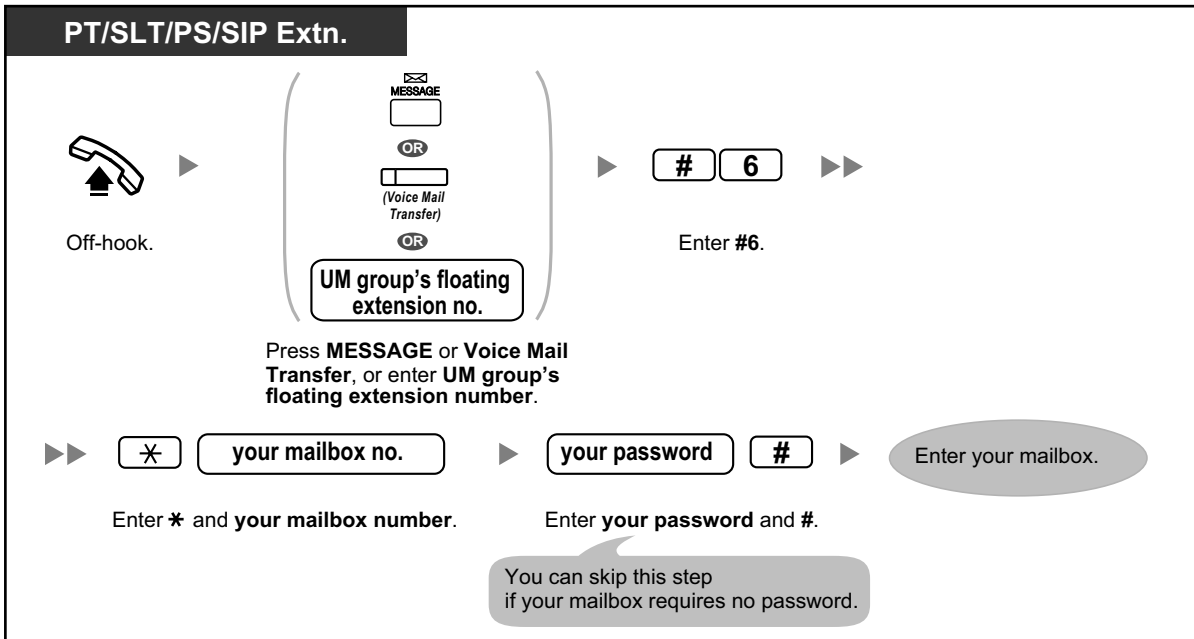 PT/SLT/PS/SIP Extn.
MESSAGE
OR
(Voice Mail
Transfer)
OR
UM group's floating
extension no.
# 6
Off-hook.
Press MESSAGE or Voice Mail
Transfer, or enter UM group's
floating extension number.
Enter #6.
* your mailbox no.
your password #
Enter your mailbox.
Enter * and your mailbox number.
Enter your password and #.
You can skip this step
if your mailbox requires no password.